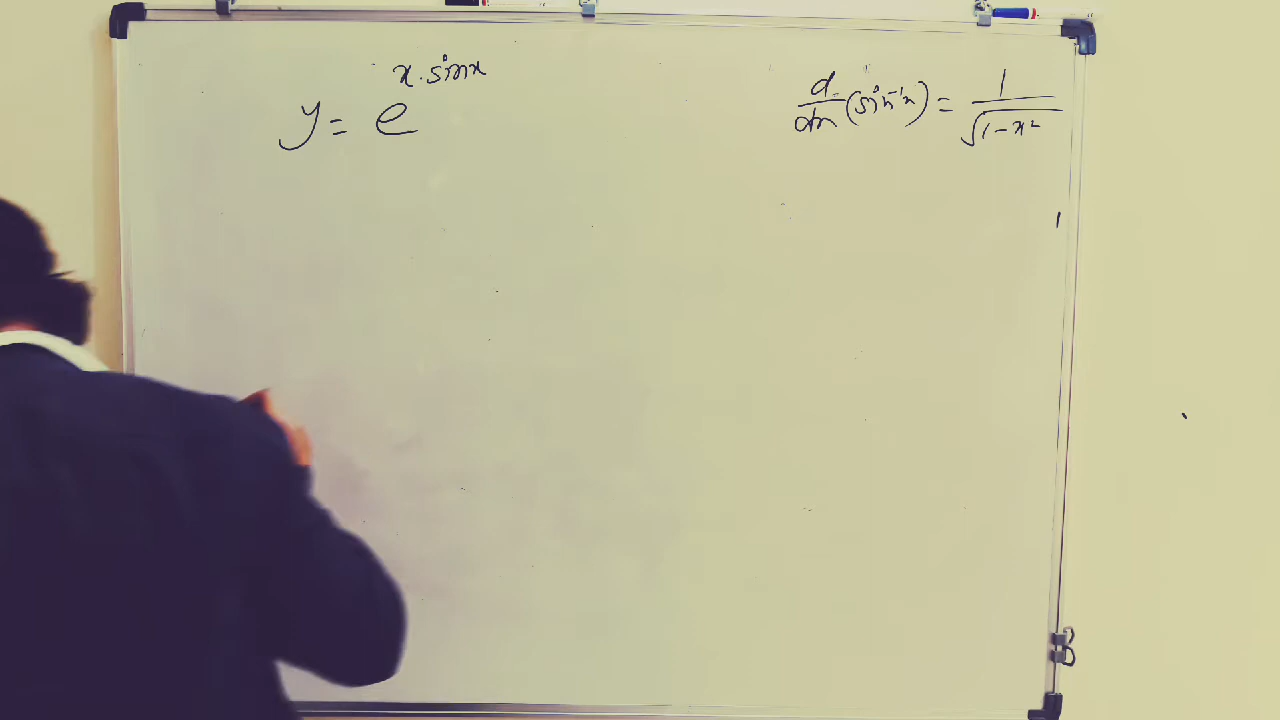 y = e^{x·sinx}
d/dx (sin⁻¹x) = 1/√(1-x²)